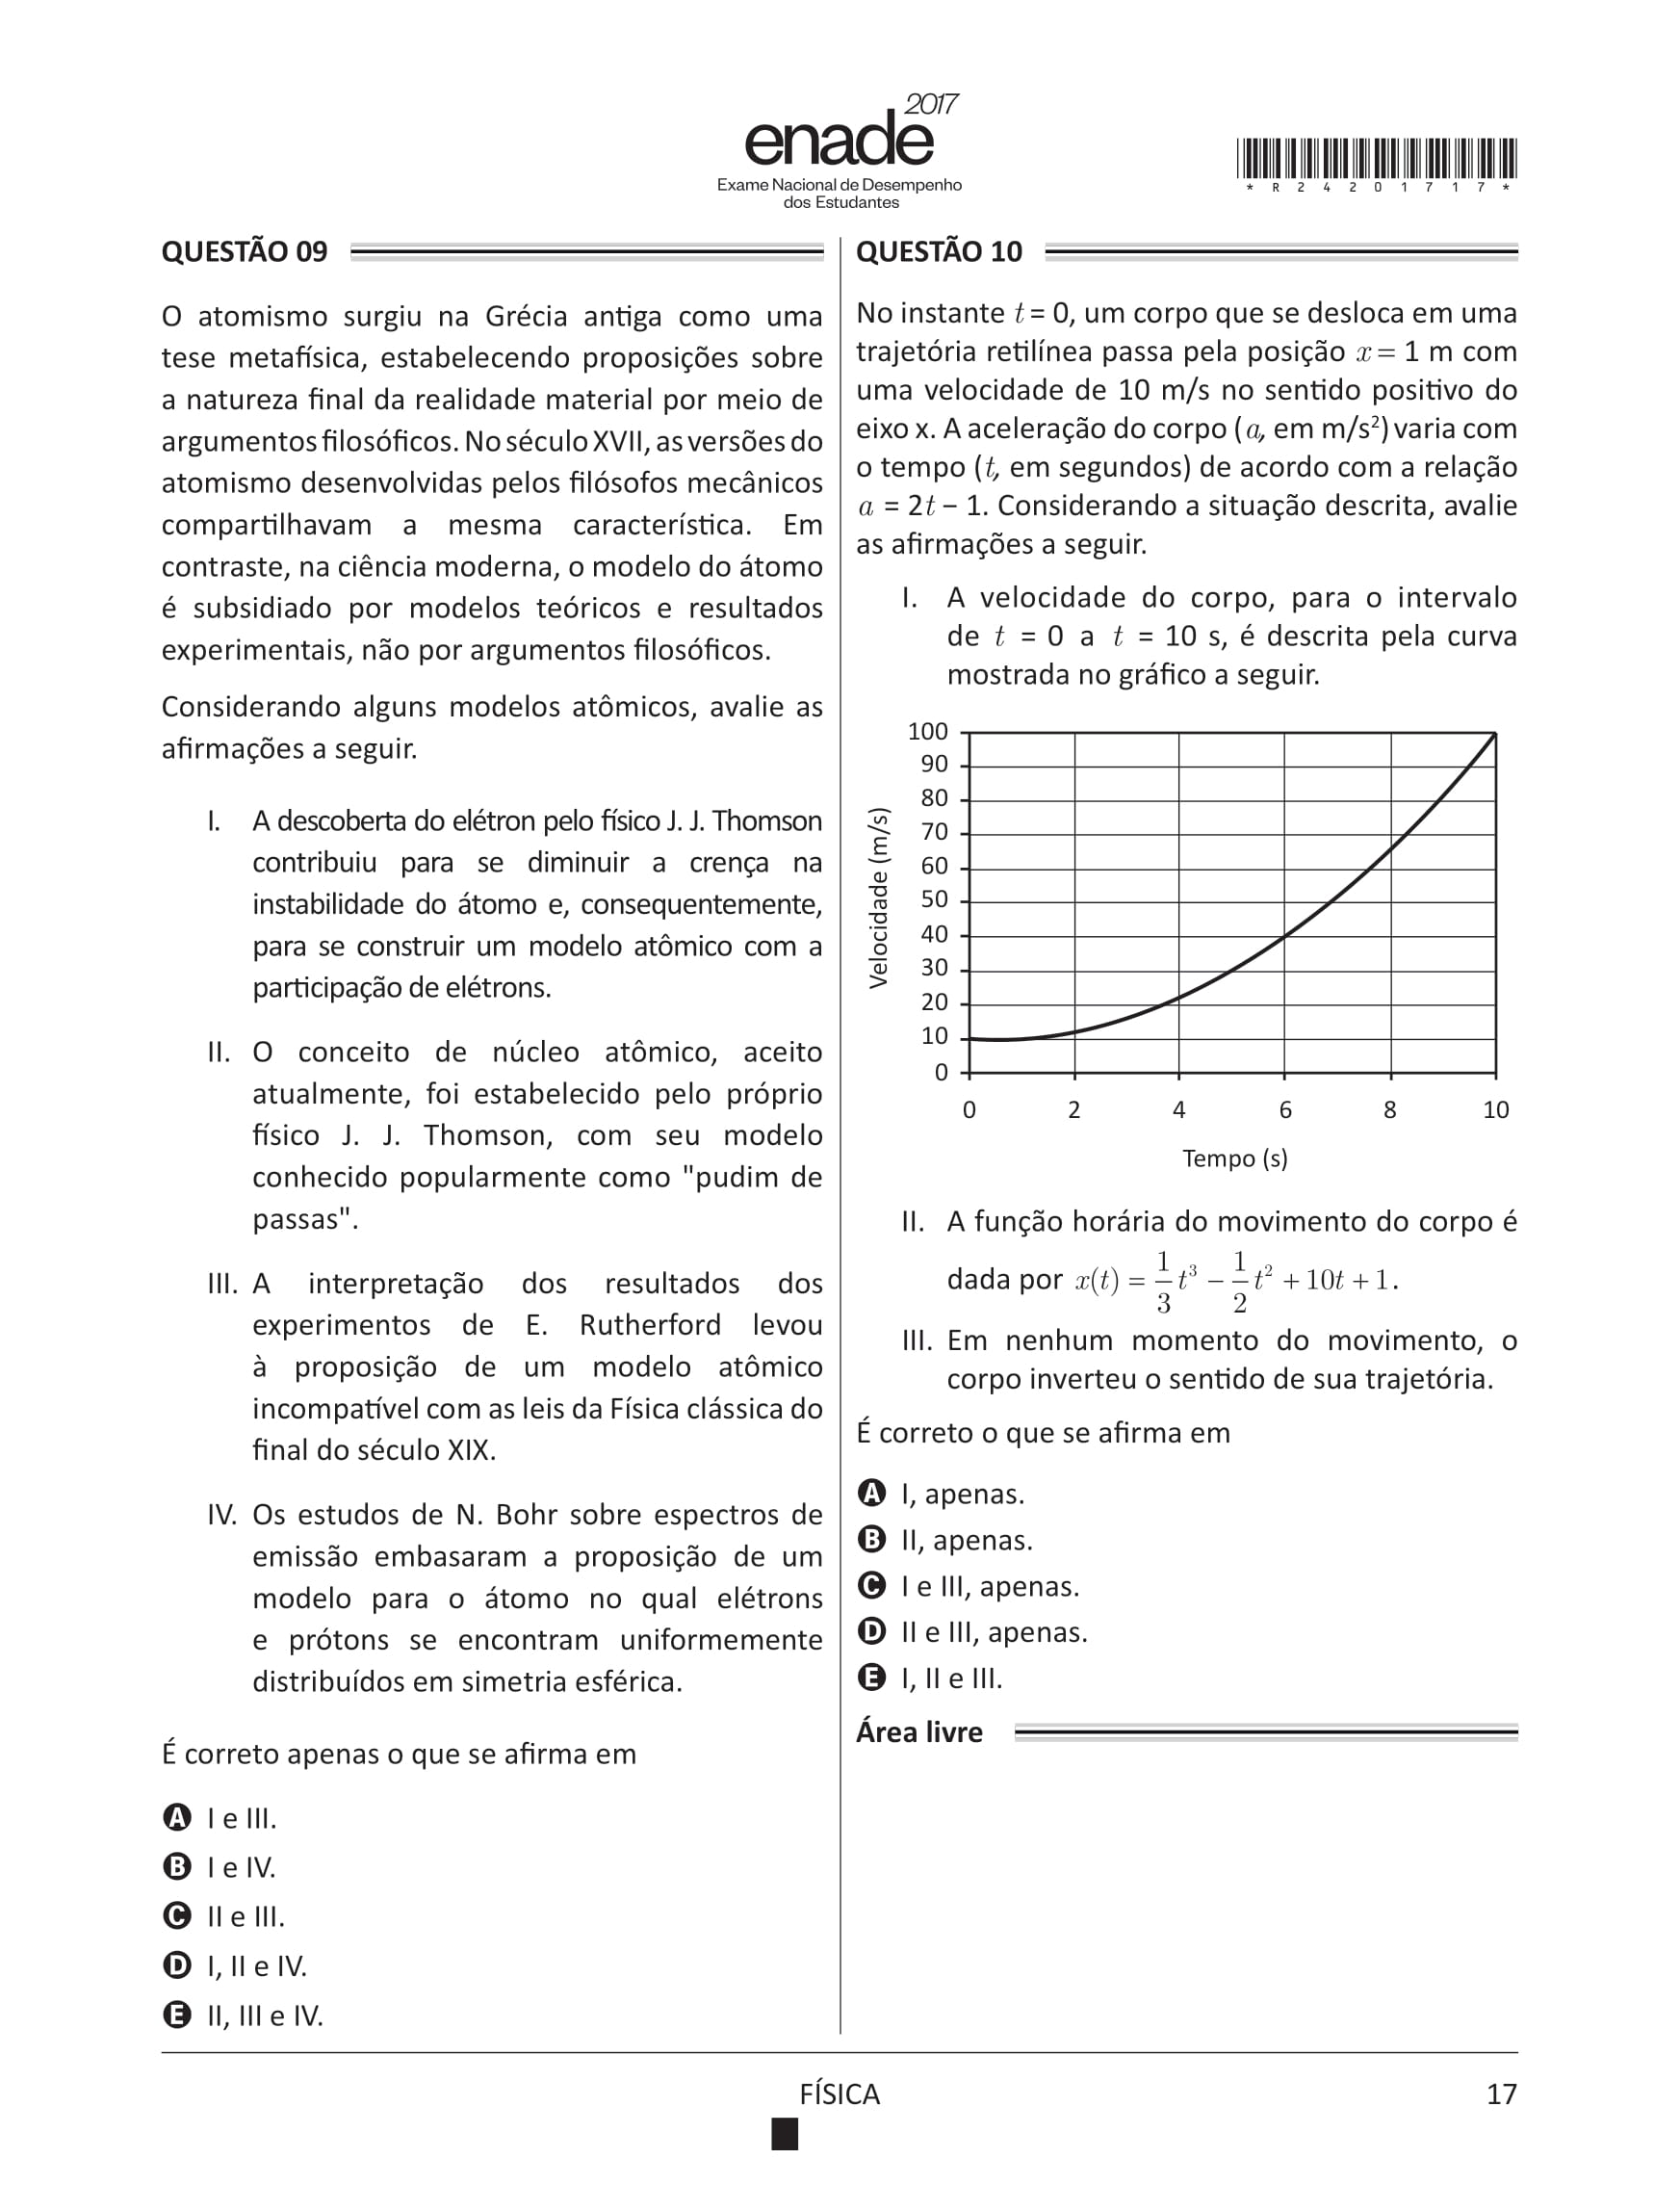 2017
enade
Exame Nacional de Desempenho
dos Estudantes
* R 2 4 2 0 1 7 1 7 *
QUESTÃO 09
O atomismo surgiu na Grécia antiga como uma
tese metafísica, estabelecendo proposições sobre
a natureza final da realidade material por meio de
argumentos filosóficos. No século XVII, as versões do
atomismo desenvolvidas pelos filósofos mecânicos
compartilhavam a mesma característica. Em
contraste, na ciência moderna, o modelo do átomo
é subsidiado por modelos teóricos e resultados
experimentais, não por argumentos filosóficos.
Considerando alguns modelos atômicos, avalie as
afirmações a seguir.
I. A descoberta do elétron pelo físico J. J. Thomson
contribuiu para se diminuir a crença na
instabilidade do átomo e, consequentemente,
para se construir um modelo atômico com a
participação de elétrons.
II. O conceito de núcleo atômico, aceito
atualmente, foi estabelecido pelo próprio
físico J. J. Thomson, com seu modelo
conhecido popularmente como "pudim de
passas".
III. A interpretação dos resultados dos
experimentos de E. Rutherford levou
à proposição de um modelo atômico
incompatível com as leis da Física clássica do
final do século XIX.
IV. Os estudos de N. Bohr sobre espectros de
emissão embasaram a proposição de um
modelo para o átomo no qual elétrons
e prótons se encontram uniformemente
distribuídos em simetria esférica.
É correto apenas o que se afirma em
A I e III.
B I e IV.
C II e III.
D I, II e IV.
E II, III e IV.
QUESTÃO 10
No instante t = 0, um corpo que se desloca em uma
trajetória retilínea passa pela posição x = 1 m com
uma velocidade de 10 m/s no sentido positivo do
eixo x. A aceleração do corpo (a, em m/s²) varia com
o tempo (t, em segundos) de acordo com a relação
a = 2t − 1. Considerando a situação descrita, avalie
as afirmações a seguir.
I. A velocidade do corpo, para o intervalo
de t = 0 a t = 10 s, é descrita pela curva
mostrada no gráfico a seguir.
100
90
80
70
60
50
40
30
20
10
0
Velocidade (m/s)
0 2 4 6 8 10
Tempo (s)
II. A função horária do movimento do corpo é
dada por x(t) = 1/3 t³ − 1/2 t² + 10t + 1.
III. Em nenhum momento do movimento, o
corpo inverteu o sentido de sua trajetória.
É correto o que se afirma em
A I, apenas.
B II, apenas.
C I e III, apenas.
D II e III, apenas.
E I, II e III.
Área livre
FÍSICA
17